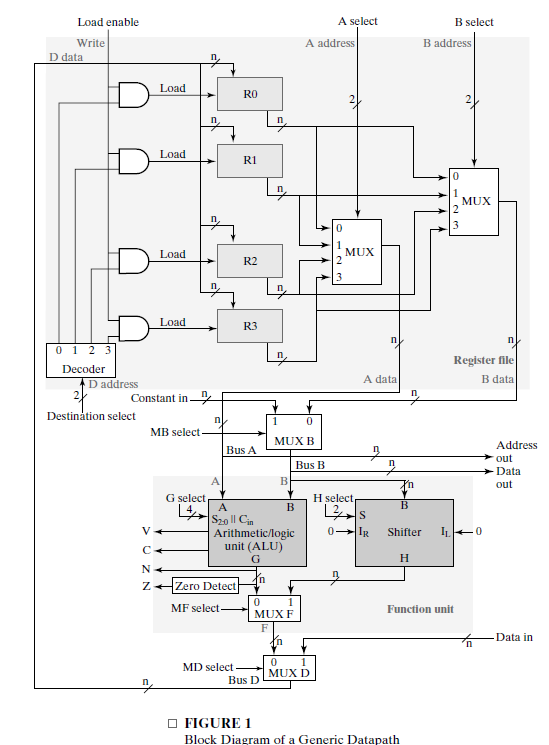 Load enable
A select
B select
Write
A address
B address
D data
n
Load
R0
2
2
n
n
Load
R1
0
1
MUX
2
3
n
n
0
1
MUX
2
3
Load
R2
n
n
Load
R3
n
n
n
0 1 2 3
Decoder
Register file
D address
A data
B data
2
Constant in
n
n
Destination select
n
1 0
MB select
MUX B
Bus A
n
Address
out
Bus B
n
Data
out
A
B
n
G select
H select
4
A
B
2
S
B
S2:0 || Cin
V
Arithmetic/logic
0
IR
Shifter
IL
0
C
unit (ALU)
N
G
H
Z
Zero Detect
n
n
MF select
0 1
MUX F
Function unit
F
n
n
Data in
MD select
0 1
MUX D
n
Bus D
□ FIGURE 1
Block Diagram of a Generic Datapath